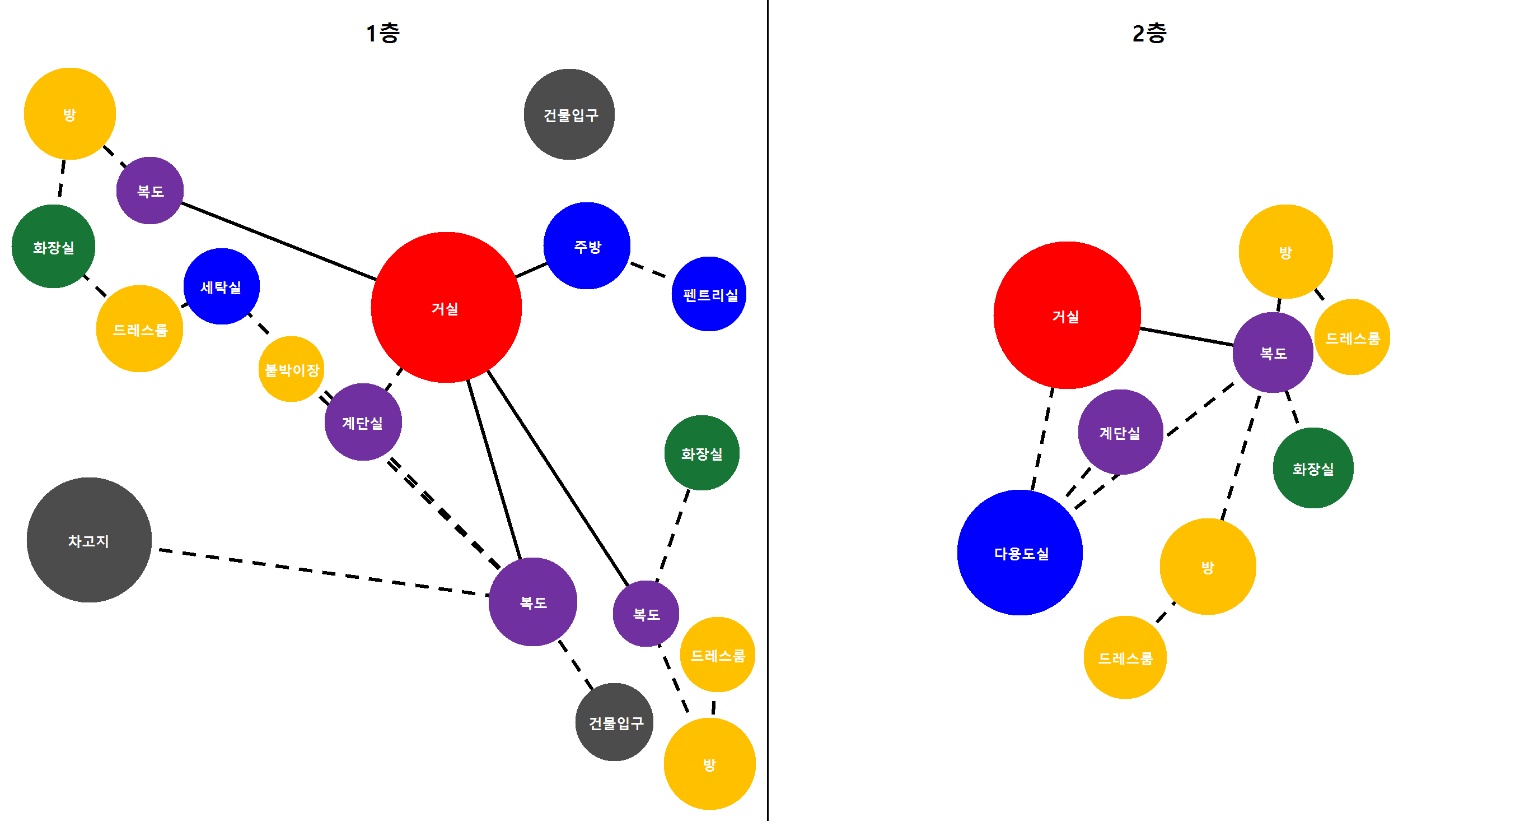 1층
방
건물입구
복도
화장실
주방
세탁실
펜트리실
거실
드레스룸
붙박이장
계단실
화장실
차고지
복도
복도
드레스룸
건물입구
방
2층
방
거실
드레스룸
복도
계단실
화장실
다용도실
방
드레스룸